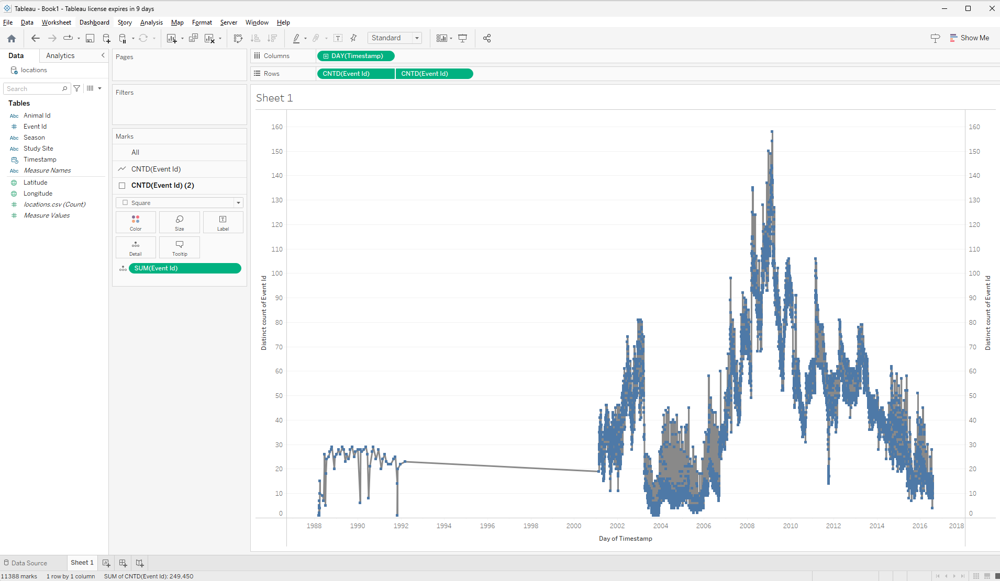 Tableau - Book1 - Tableau license expires in 9 days
File Data Worksheet Dashboard Story Analysis Map Format Server Window Help
Standard
Show Me
Data Analytics
locations
Search
Tables
Abc Animal Id
# Event Id
Abc Season
Abc Study Site
Timestamp
Abc Measure Names
Latitude
Longitude
# locations.csv (Count)
# Measure Values
Pages
Filters
Marks
All
CNTD(Event Id)
CNTD(Event Id) (2)
Square
Color Size Label
Detail Tooltip
SUM(Event Id)
Columns DAY(Timestamp)
Rows CNTD(Event Id) CNTD(Event Id)
Sheet 1
160
150
140
130
120
110
100
90
80
70
60
50
40
30
20
10
0
Distinct count of Event Id
1988 1990 1992 1994 1996 1998 2000 2002 2004 2006 2008 2010 2012 2014 2016 2018
Day of Timestamp
160
150
140
130
120
110
100
90
80
70
60
50
40
30
20
10
0
Distinct count of Event Id
Data Source Sheet 1
11388 marks 1 row by 1 column SUM of CNTD(Event Id): 249,450